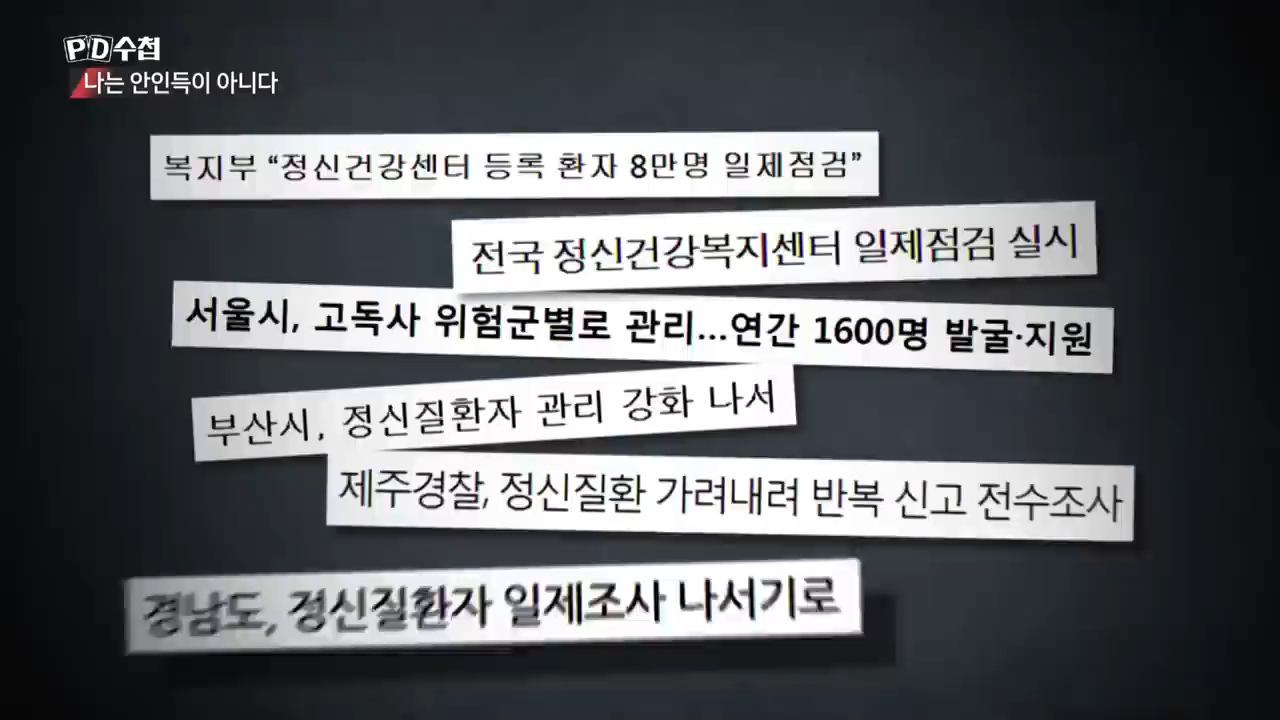 PD수첩
나는 안인득이 아니다
복지부 “정신건강센터 등록 환자 8만명 일제점검”
전국 정신건강복지센터 일제점검 실시
서울시, 고독사 위험군별로 관리...연간 1600명 발굴·지원
부산시, 정신질환자 관리 강화 나서
제주경찰, 정신질환 가려내려 반복 신고 전수조사
경남도, 정신질환자 일제조사 나서기로